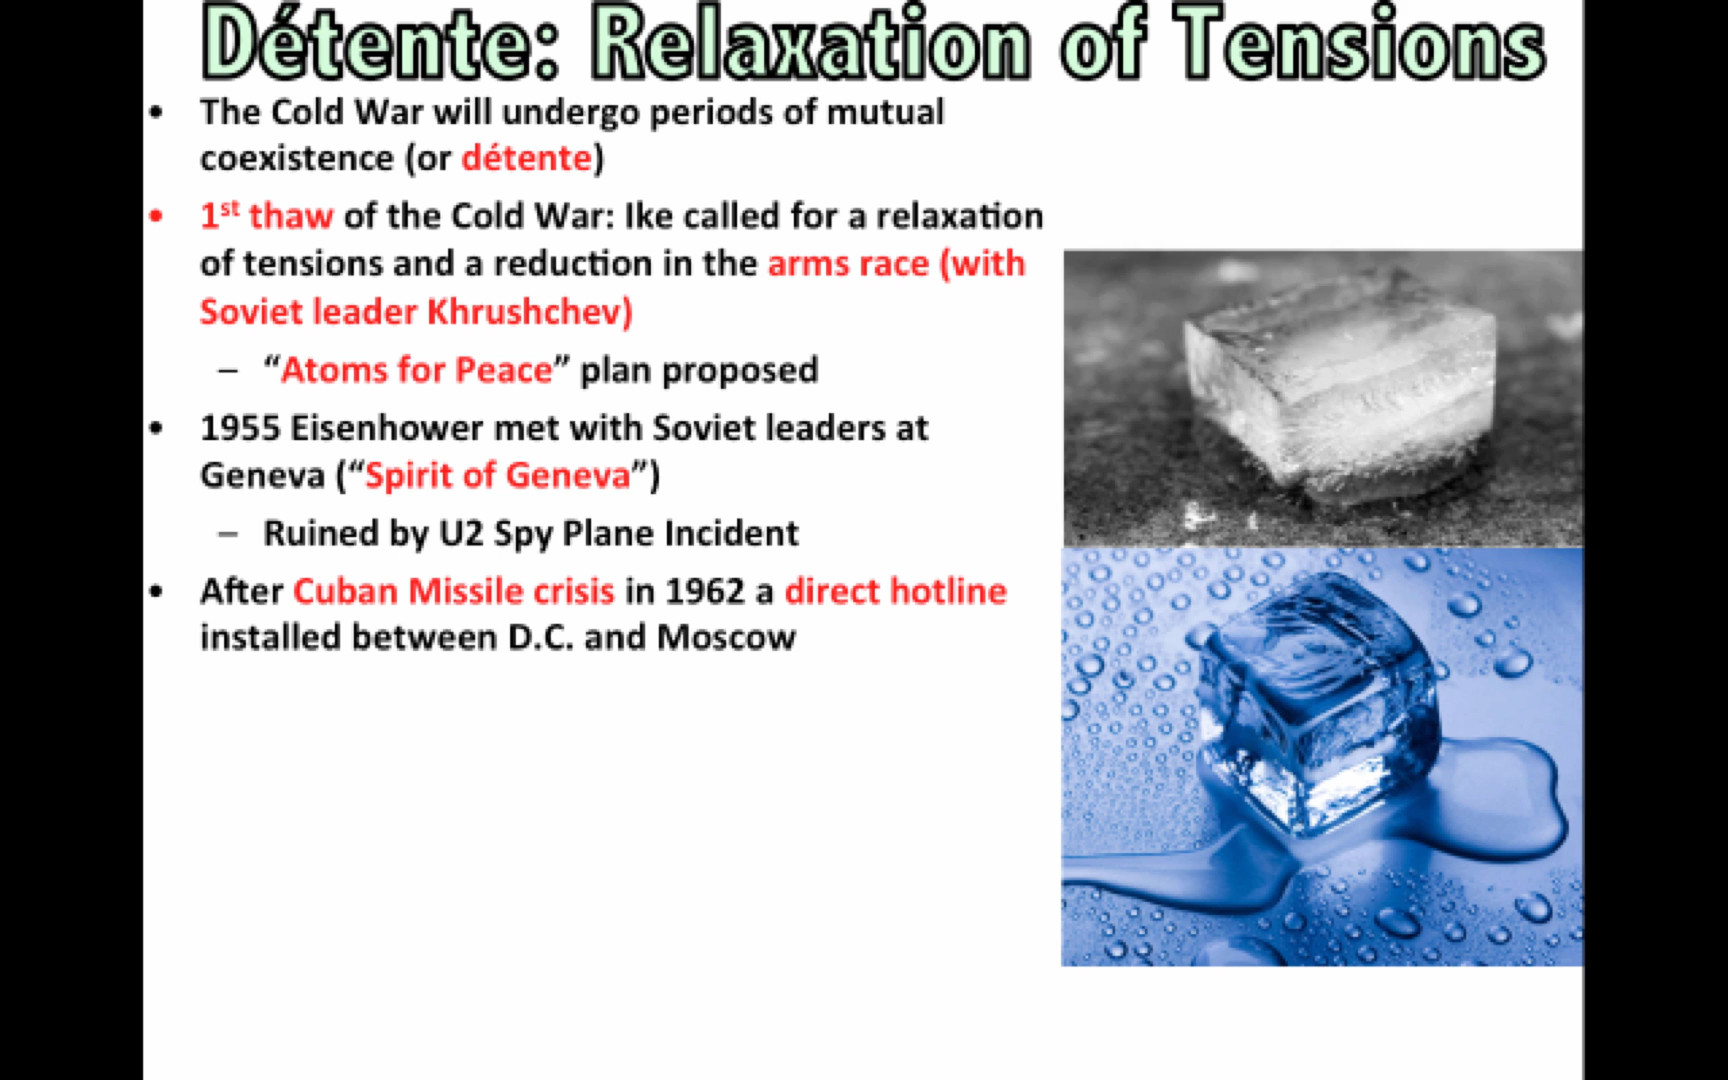 Détente: Relaxation of Tensions
• The Cold War will undergo periods of mutual
coexistence (or détente)
• 1st thaw of the Cold War: Ike called for a relaxation
of tensions and a reduction in the arms race (with
Soviet leader Khrushchev)
– “Atoms for Peace” plan proposed
• 1955 Eisenhower met with Soviet leaders at
Geneva (“Spirit of Geneva”)
– Ruined by U2 Spy Plane Incident
• After Cuban Missile crisis in 1962 a direct hotline
installed between D.C. and Moscow